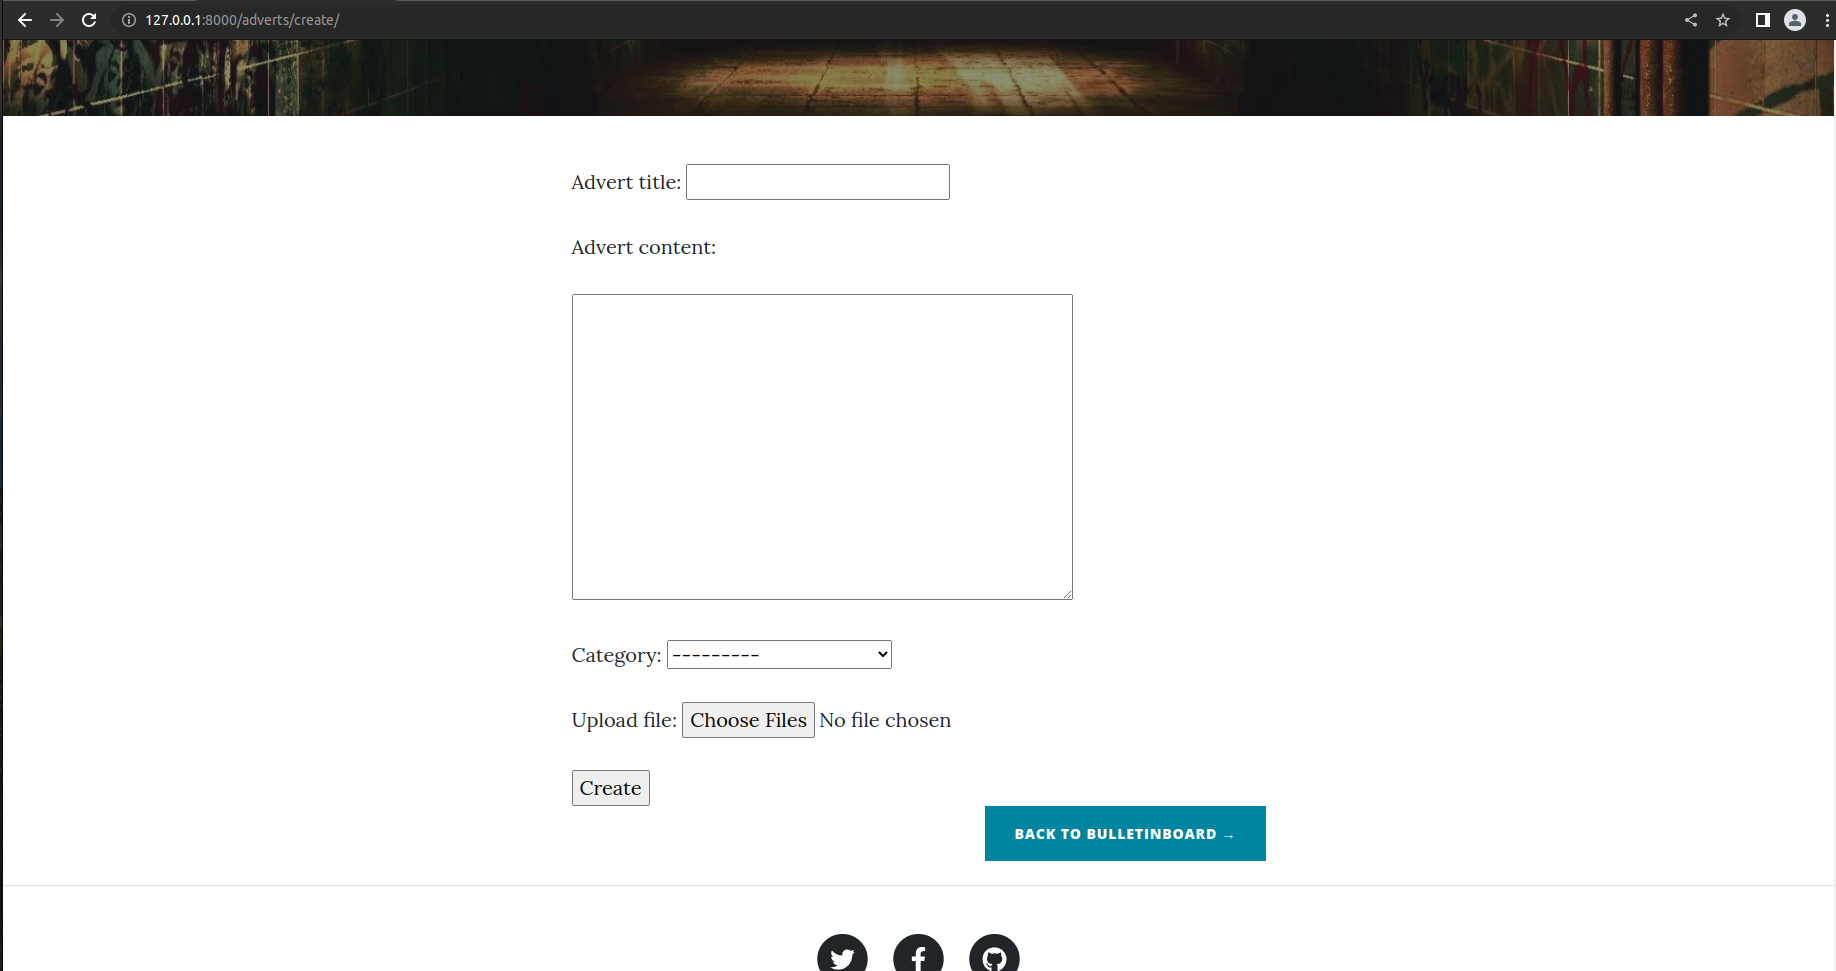 127.0.0.1:8000/adverts/create/
Advert title:
Advert content:
Category: ---------
Upload file: Choose Files No file chosen
Create
BACK TO BULLETINBOARD →